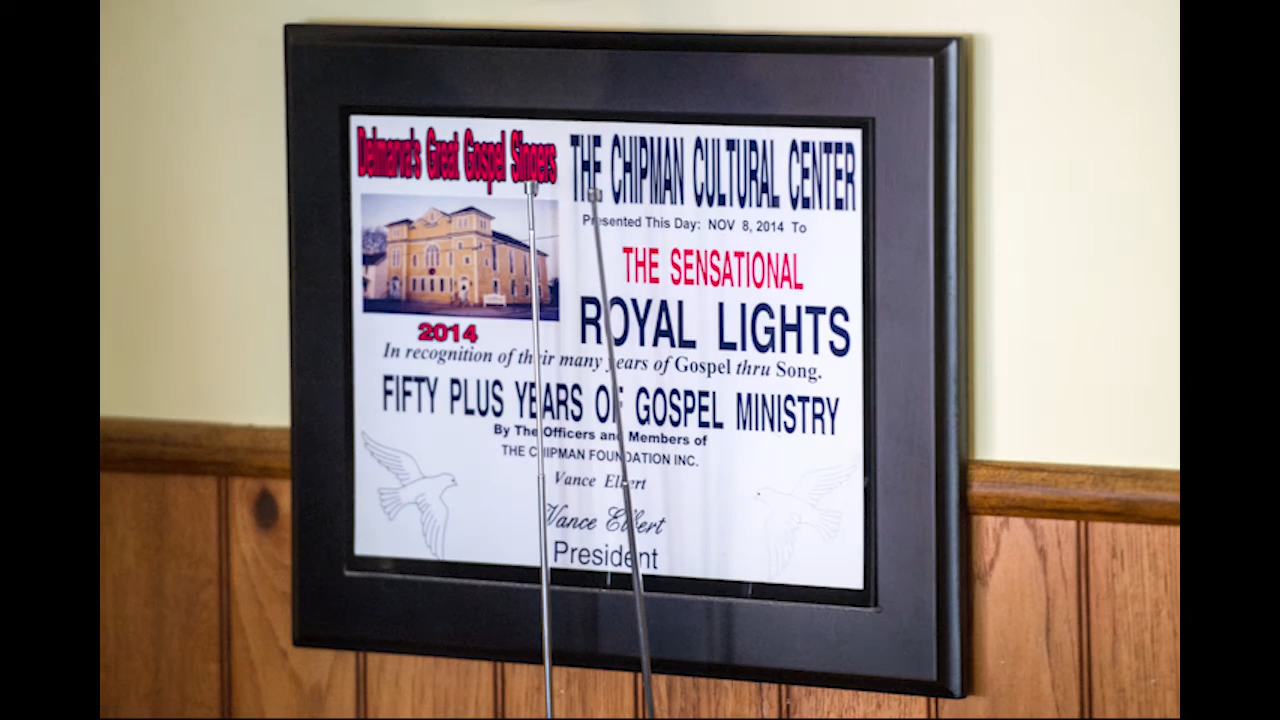 Delmarva's Great Gospel Singers
THE CHIPMAN CULTURAL CENTER
Presented This Day: NOV 8, 2014 To
THE SENSATIONAL
ROYAL LIGHTS
2014
In recognition of their many years of Gospel thru Song.
FIFTY PLUS YEARS OF GOSPEL MINISTRY
By The Officers and Members of
THE CHIPMAN FOUNDATION INC.
Vance Elbert
Vance Elbert
President